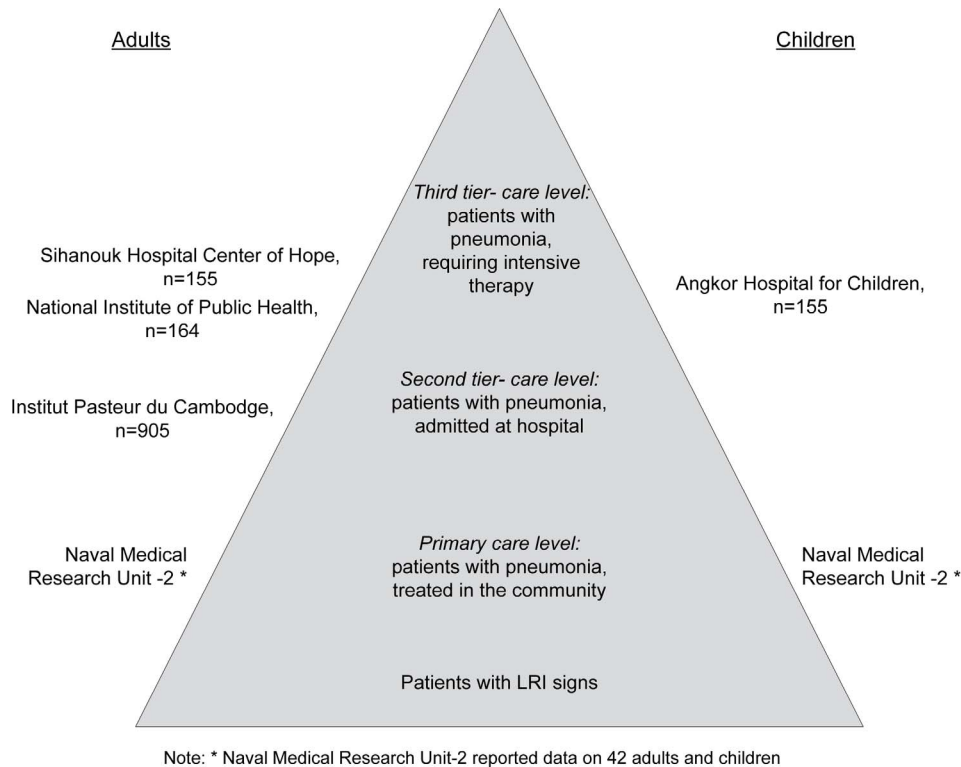 Adults
Children
Third tier- care level:
patients with
pneumonia,
requiring intensive
therapy
Sihanouk Hospital Center of Hope,
n=155
National Institute of Public Health,
n=164
Angkor Hospital for Children,
n=155
Second tier- care level:
patients with pneumonia,
admitted at hospital
Institut Pasteur du Cambodge,
n=905
Primary care level:
patients with pneumonia,
treated in the community
Naval Medical
Research Unit -2 *
Naval Medical
Research Unit -2 *
Patients with LRI signs
Note: * Naval Medical Research Unit-2 reported data on 42 adults and children